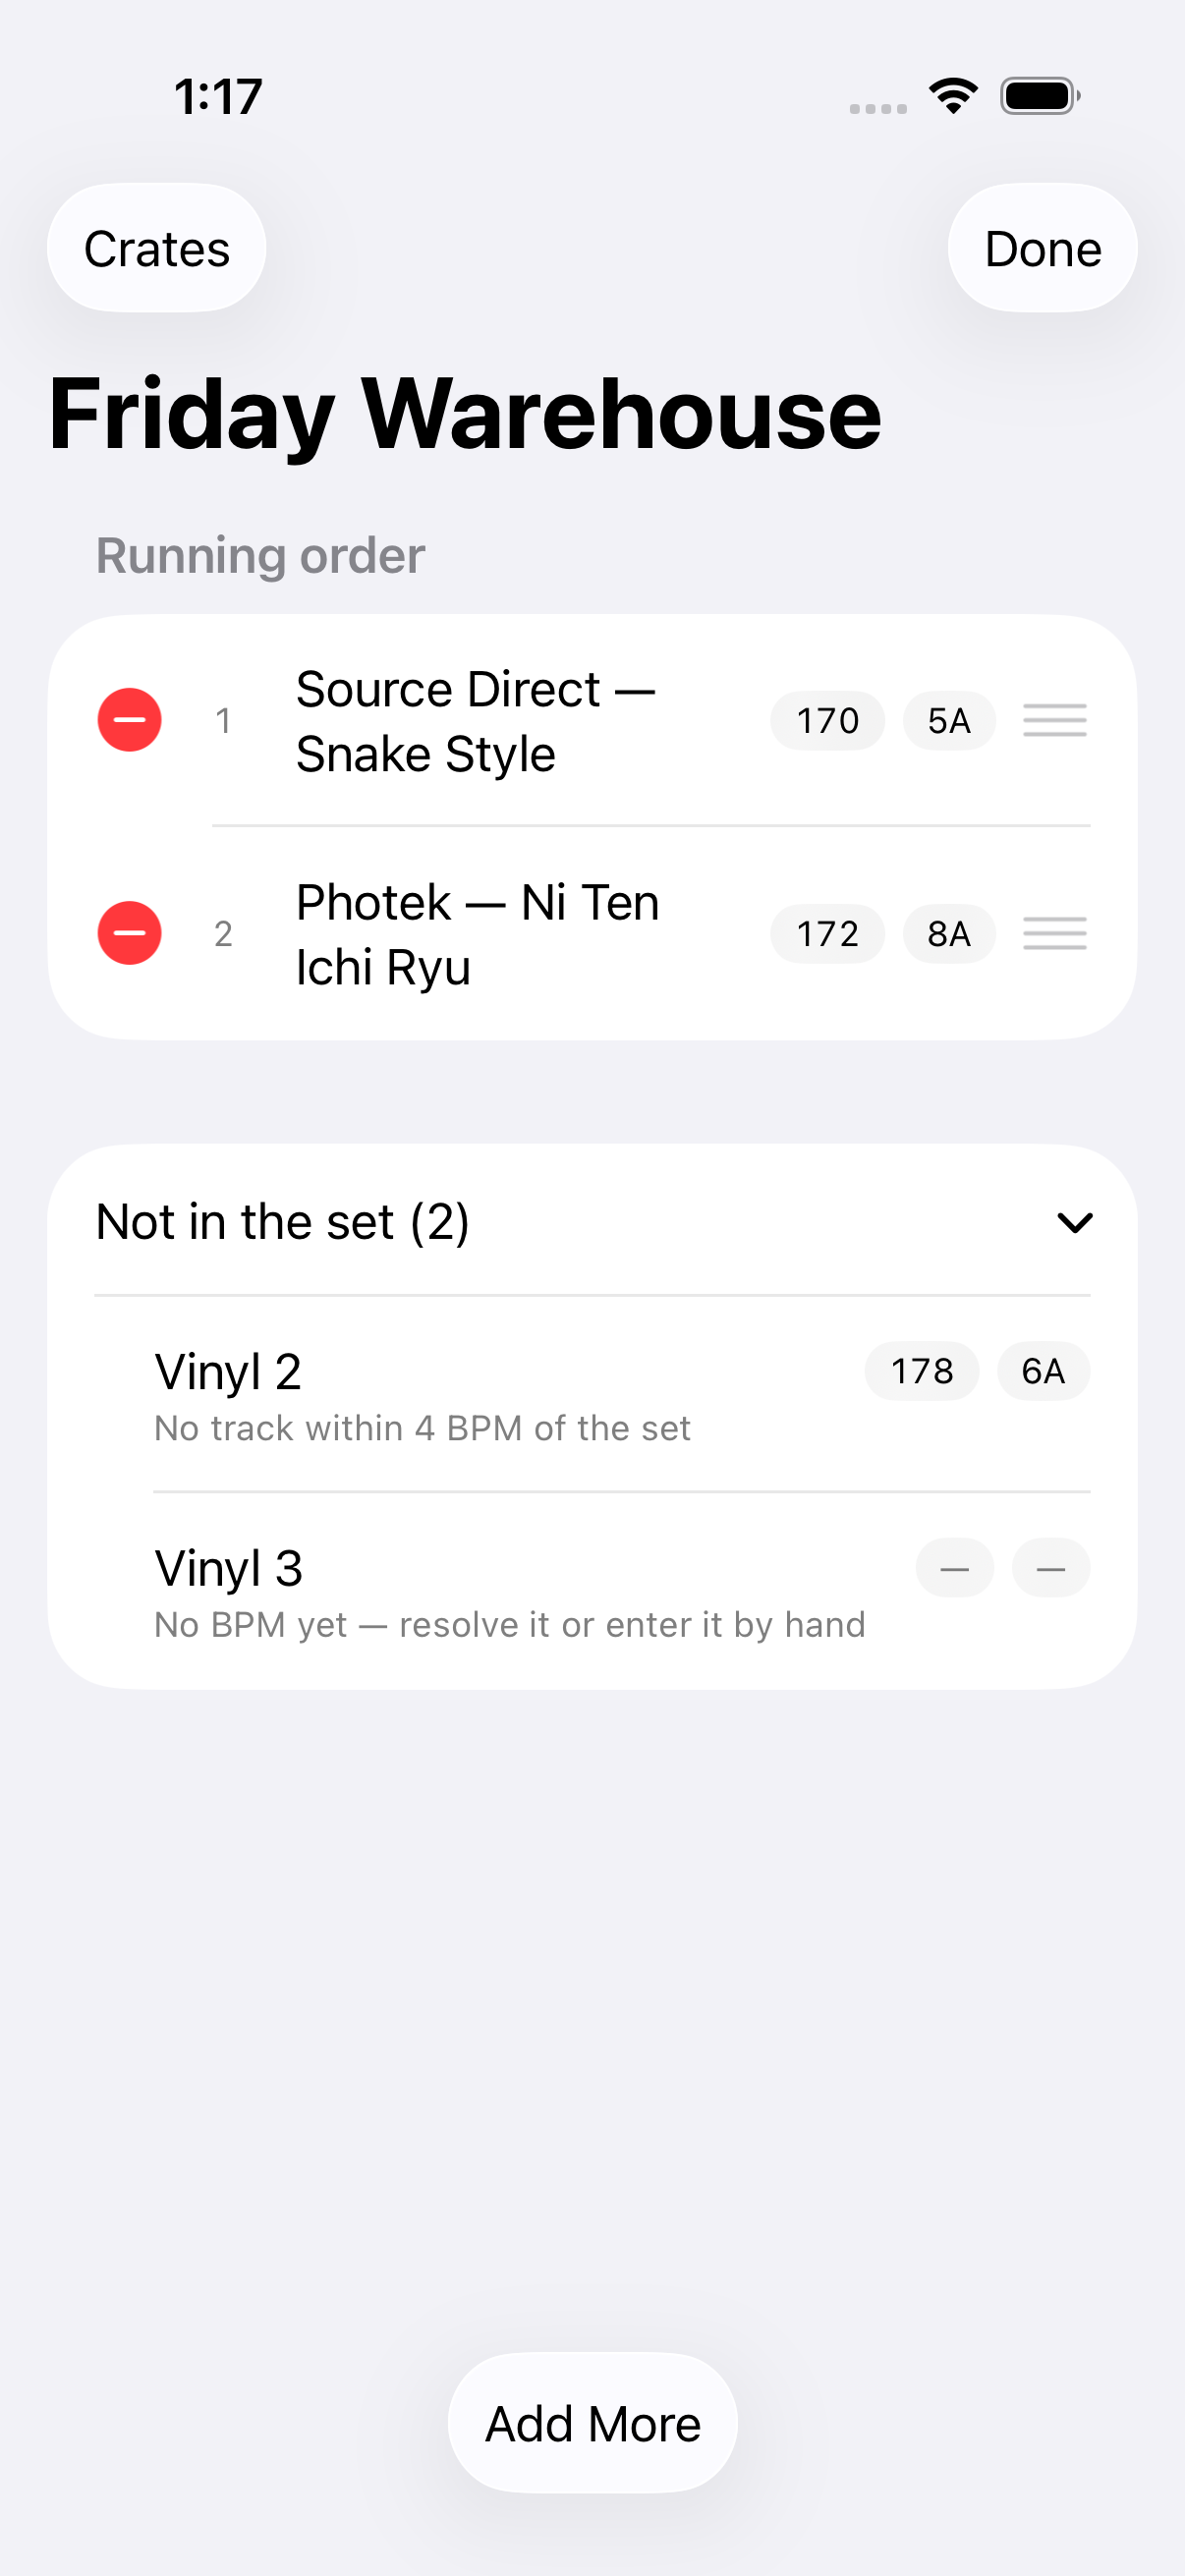 1:17
Crates
Done
Friday Warehouse
Running order
1
Source Direct —
Snake Style
170
5A
2
Photek — Ni Ten
Ichi Ryu
172
8A
Not in the set (2)
Vinyl 2
178
6A
No track within 4 BPM of the set
Vinyl 3
—
—
No BPM yet — resolve it or enter it by hand
Add More